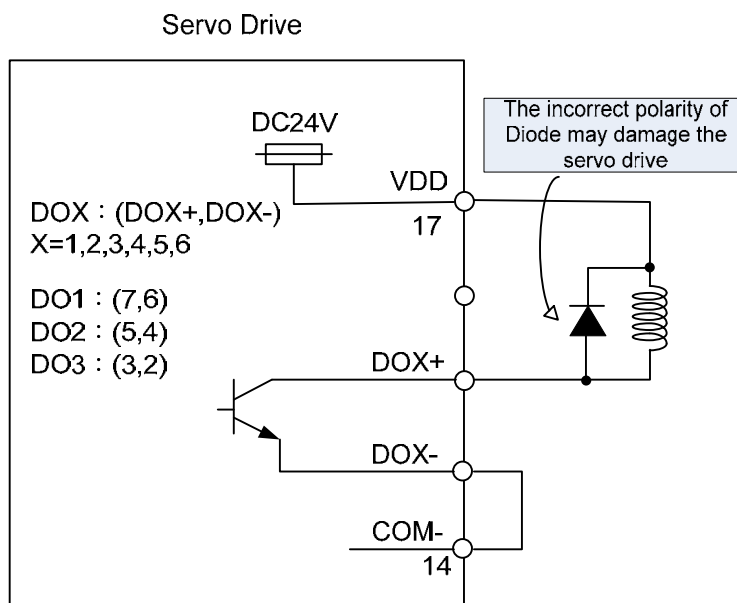 Servo Drive
DC24V
The incorrect polarity of
Diode may damage the
servo drive
VDD
17
DOX : (DOX+,DOX-)
X=1,2,3,4,5,6
DO1 : (7,6)
DO2 : (5,4)
DO3 : (3,2)
DOX+
DOX-
COM-
14